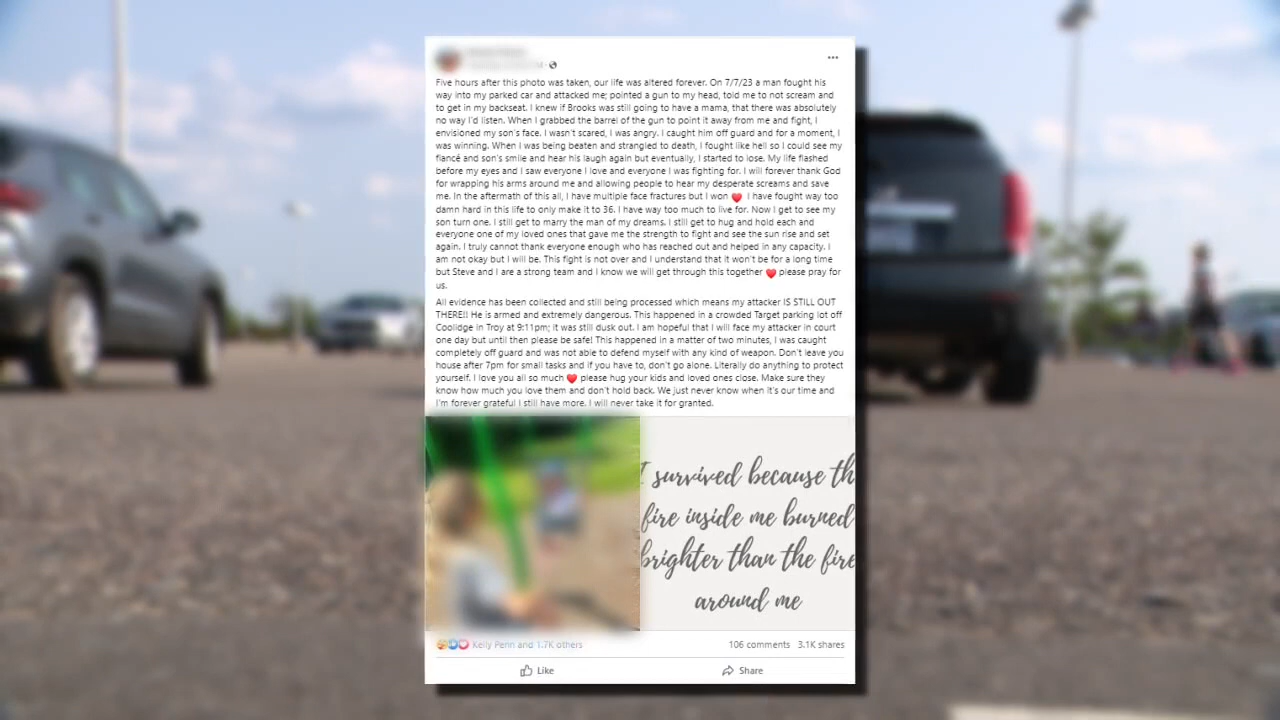 Five hours after this photo was taken, our life was altered forever. On 7/7/23 a man fought his
way into my parked car and attacked me; pointed a gun to my head, told me to not scream and
to get in my backseat. I knew if Brooks was still going to have a mama, that there was absolutely
no way I'd listen. When I grabbed the barrel of the gun to point it away from me and fight, I
envisioned my son's face. I wasn't scared, I was angry. I caught him off guard and for a moment, I
was winning. When I was being beaten and strangled to death, I fought like hell so I could see my
fiancé and son's smile and hear his laugh again but eventually, I started to lose. My life flashed
before my eyes and I saw everyone I love and everyone I was fighting for. I will forever thank God
for wrapping his arms around me and allowing people to hear my desperate screams and save
me. In the aftermath of this all, I have multiple face fractures but I won ❤️ I have fought way too
damn hard in this life to only make it to 36. I have way too much to live for. Now I get to see my
son turn one. I still get to marry the man of my dreams. I still get to hug and hold each and
everyone one of my loved ones that gave me the strength to fight and see the sun rise and set
again. I truly cannot thank everyone enough who has reached out and helped in any capacity. I
am not okay but I will be. This fight is not over and I understand that it won't be for a long time
but Steve and I are a strong team and I know we will get through this together ❤️ please pray for
us.
All evidence has been collected and still being processed which means my attacker IS STILL OUT
THERE!! He is armed and extremely dangerous. This happened in a crowded Target parking lot off
Coolidge in Troy at 9:11pm; it was still dusk out. I am hopeful that I will face my attacker in court
one day but until then please be safe! This happened in a matter of two minutes, I was caught
completely off guard and was not able to defend myself with any kind of weapon. Don't leave you
house after 7pm for small tasks and if you have to, don't go alone. Literally do anything to protect
yourself. I love you all so much ❤️ please hug your kids and loved ones close. Make sure they
know how much you love them and don't hold back. We just never know when it's our time and
I'm forever grateful I still have more. I will never take it for granted.
I survived because th
fire inside me burned
brighter than the fire
around me
Kelly Penn and 1.7K others 106 comments 3.1K shares
Like Share